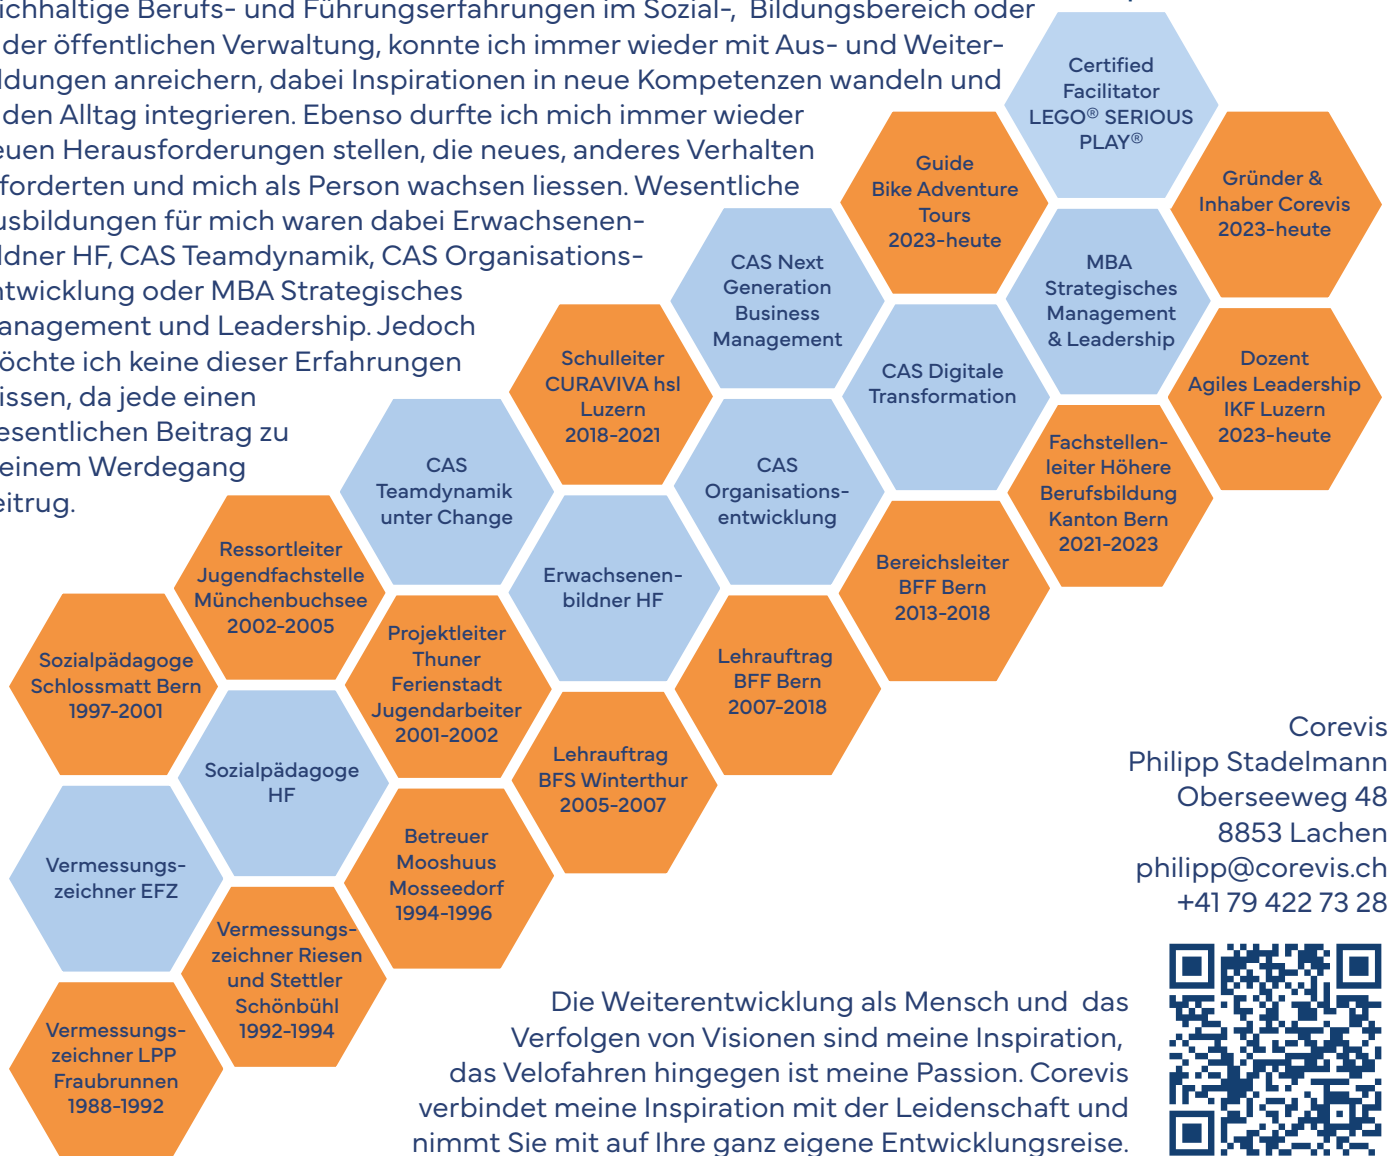 ichhaltige Berufs- und Führungserfahrungen im Sozial-, Bildungsbereich oder
der öffentlichen Verwaltung, konnte ich immer wieder mit Aus- und Weiter-
ldungen anreichern, dabei Inspirationen in neue Kompetenzen wandeln und
den Alltag integrieren. Ebenso durfte ich mich immer wieder
euen Herausforderungen stellen, die neues, anderes Verhalten
forderten und mich als Person wachsen liessen. Wesentliche
usbildungen für mich waren dabei Erwachsenen-
ldner HF, CAS Teamdynamik, CAS Organisations-
ntwicklung oder MBA Strategisches
anagement und Leadership. Jedoch
öchte ich keine dieser Erfahrungen
issen, da jede einen
esentlichen Beitrag zu
einem Werdegang
eitrug.
Certified
Facilitator
LEGO® SERIOUS
PLAY®
Guide
Bike Adventure
Tours
2023-heute
Gründer &
Inhaber Corevis
2023-heute
CAS Next
Generation
Business
Management
MBA
Strategisches
Management
& Leadership
Schulleiter
CURAVIVA hsl
Luzern
2018-2021
CAS Digitale
Transformation
Dozent
Agiles Leadership
IKF Luzern
2023-heute
CAS
Teamdynamik
unter Change
CAS
Organisations-
entwicklung
Fachstellen-
leiter Höhere
Berufsbildung
Kanton Bern
2021-2023
Ressortleiter
Jugendfachstelle
Münchenbuchsee
2002-2005
Erwachsenen-
bildner HF
Bereichsleiter
BFF Bern
2013-2018
Sozialpädagoge
Schlossmatt Bern
1997-2001
Projektleiter
Thuner
Ferienstadt
Jugendarbeiter
2001-2002
Lehrauftrag
BFF Bern
2007-2018
Sozialpädagoge
HF
Lehrauftrag
BFS Winterthur
2005-2007
Vermessungs-
zeichner EFZ
Betreuer
Mooshuus
Mosseedorf
1994-1996
Vermessungs-
zeichner Riesen
und Stettler
Schönbühl
1992-1994
Vermessungs-
zeichner LPP
Fraubrunnen
1988-1992
Corevis
Philipp Stadelmann
Oberseeweg 48
8853 Lachen
philipp@corevis.ch
+41 79 422 73 28
Die Weiterentwicklung als Mensch und das
Verfolgen von Visionen sind meine Inspiration,
das Velofahren hingegen ist meine Passion. Corevis
verbindet meine Inspiration mit der Leidenschaft und
nimmt Sie mit auf Ihre ganz eigene Entwicklungsreise.